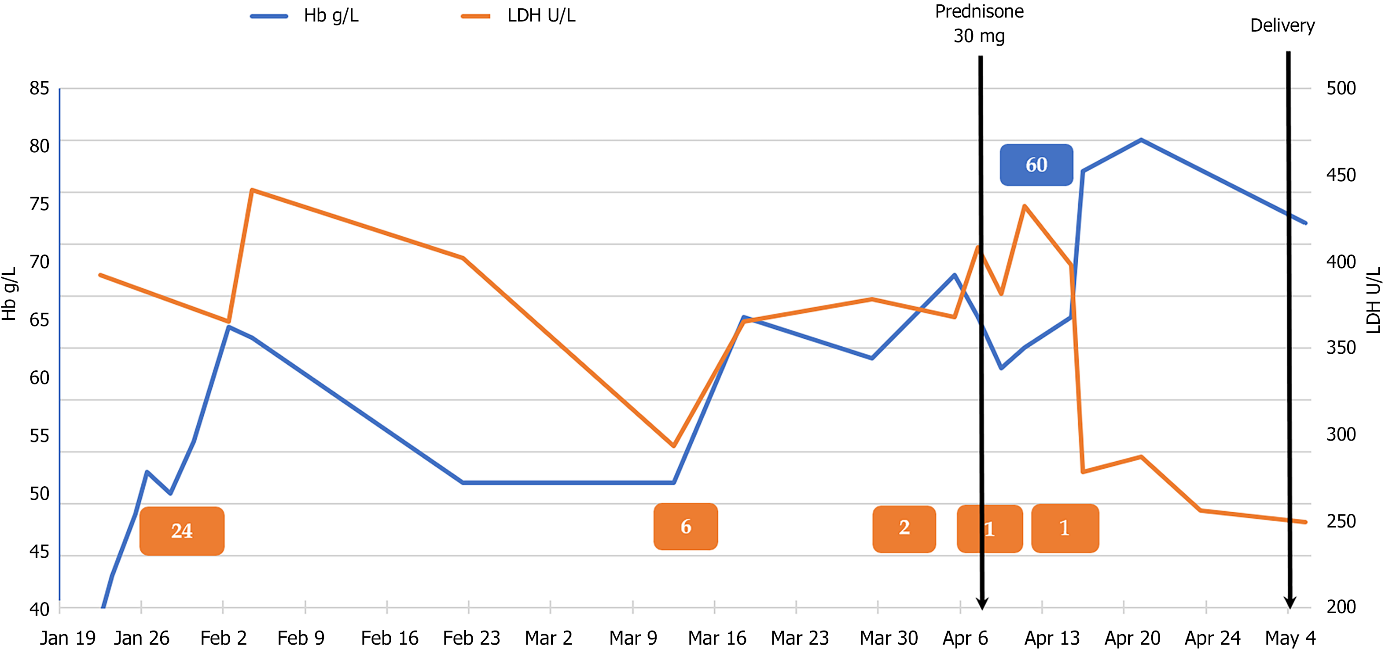 Hb g/L
LDH U/L
Prednisone
30 mg
Delivery
85
80
75
70
65
60
55
50
45
40
Hb g/L
500
450
400
350
300
250
200
LDH U/L
60
24
6
2
1
1
Jan 19 Jan 26 Feb 2 Feb 9 Feb 16 Feb 23 Mar 2 Mar 9 Mar 16 Mar 23 Mar 30 Apr 6 Apr 13 Apr 20 Apr 24 May 4